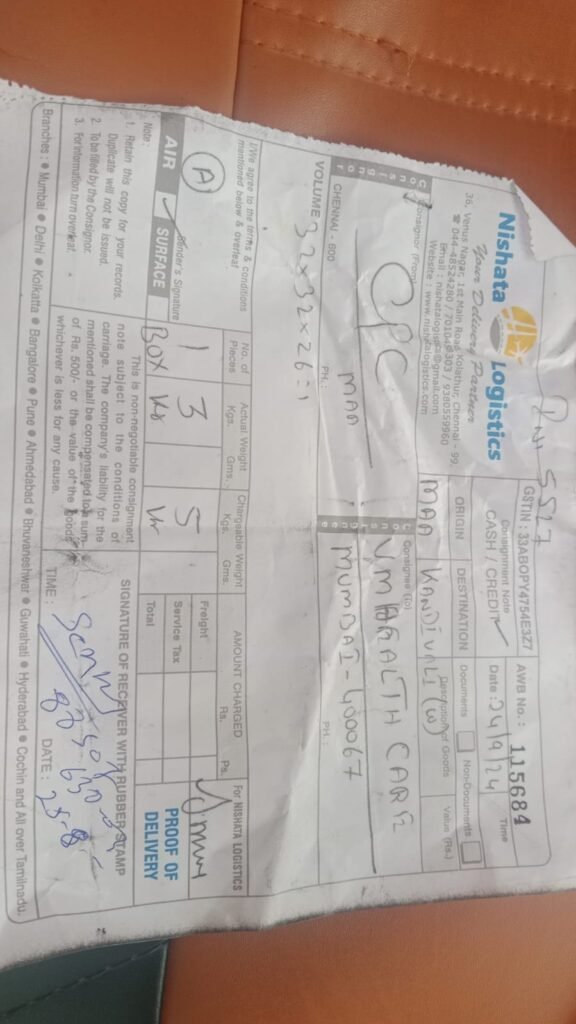 5527
Nishata Logistics
Your Delivery Partner
36, Venus Nagar, 1st Main Road Kolathur, Chennai - 99.
Email : nishatalogistics@gmail.com
Website : www.nishatalogistics.com
GSTIN : 33ABOPY4754E3Z7
Consignment Note
CASH / CREDIT
AWB No. : 115684
Date : 24/9/24
Time
ORIGIN
DESTINATION
Documents
Non-Documents
MAA
KANDIVALI (W)
Description of Goods
Value (Rs.)
Consignor
Consignor (From)
CPC
MAA
CHENNAI - 600
PH. :
Consignee
Consignee (To)
VM HEALTH CARE
MUMBAI - 400067
PH. :
VOLUME 32x32x26=1
I/We agree to the terms & conditions
mentioned below & overleaf
Sender's Signature
A
AIR
SURFACE
No. of Pieces
Actual Weight
Kgs. Gms.
Chargeable Weight
Kgs. Gms.
1
3
5
BOX
AMOUNT CHARGED
Rs. Ps.
Freight
Service Tax
Total
For NISHATA LOGISTICS
PROOF OF
DELIVERY
Note :
1. Retain this copy for your records.
Duplicate will not be issued.
2. To be filled by the Consignor.
3. For information turn overleaf.
This is non-negotiable consignment
note subject to the conditions of
carriage. The company's liability for the
mentioned shall be compensated to a sum
of Rs. 500/- or the value of the goods
whichever is less for any cause.
SIGNATURE OF RECEIVER WITH RUBBER STAMP
TIME :
DATE :
Branches : ● Mumbai ● Delhi ● Kolkatta ● Bangalore ● Pune ● Ahmedabad ● Bhuvaneshwar ● Guwahati ● Hyderabad ● Cochin and All over Tamilnadu.